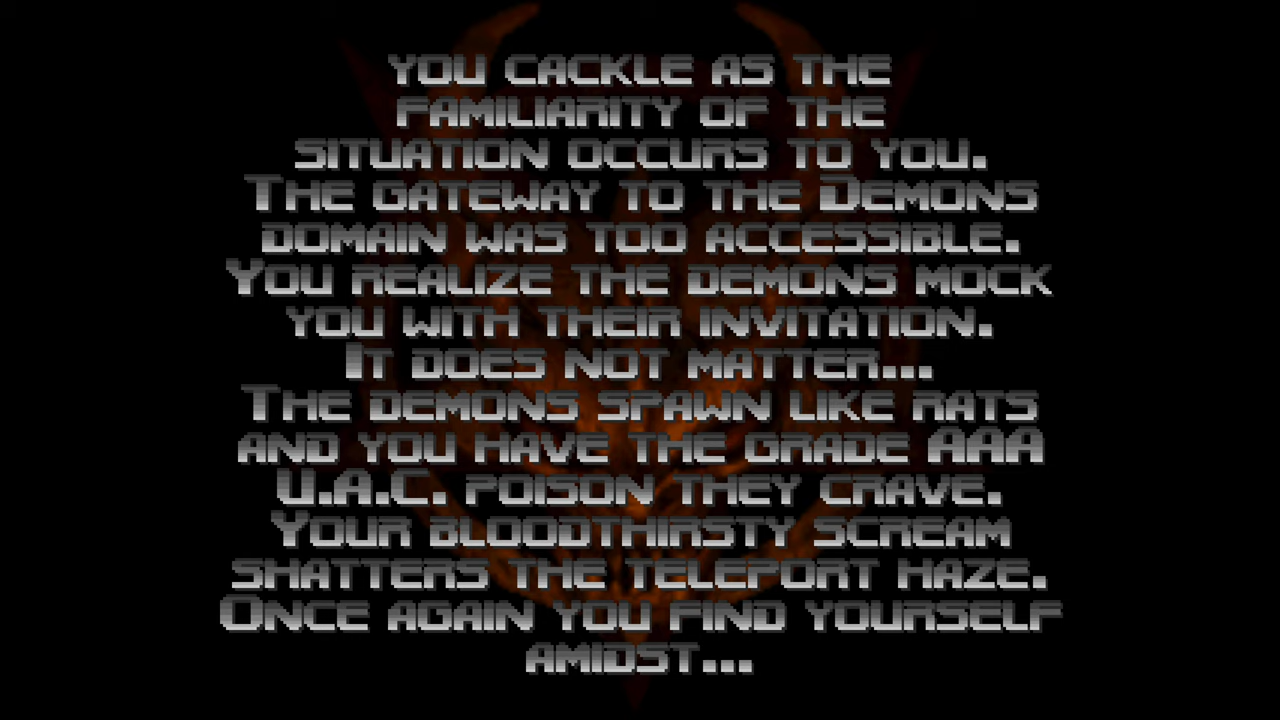 you cackle as the
familiarity of the
situation occurs to you.
The gateway to the Demons
domain was too accessible.
You realize the demons mock
you with their invitation.
It does not matter...
The demons spawn like rats
and you have the grade AAA
U.A.C. poison they crave.
Your bloodthirsty scream
shatters the teleport haze.
Once again you find yourself
amidst...